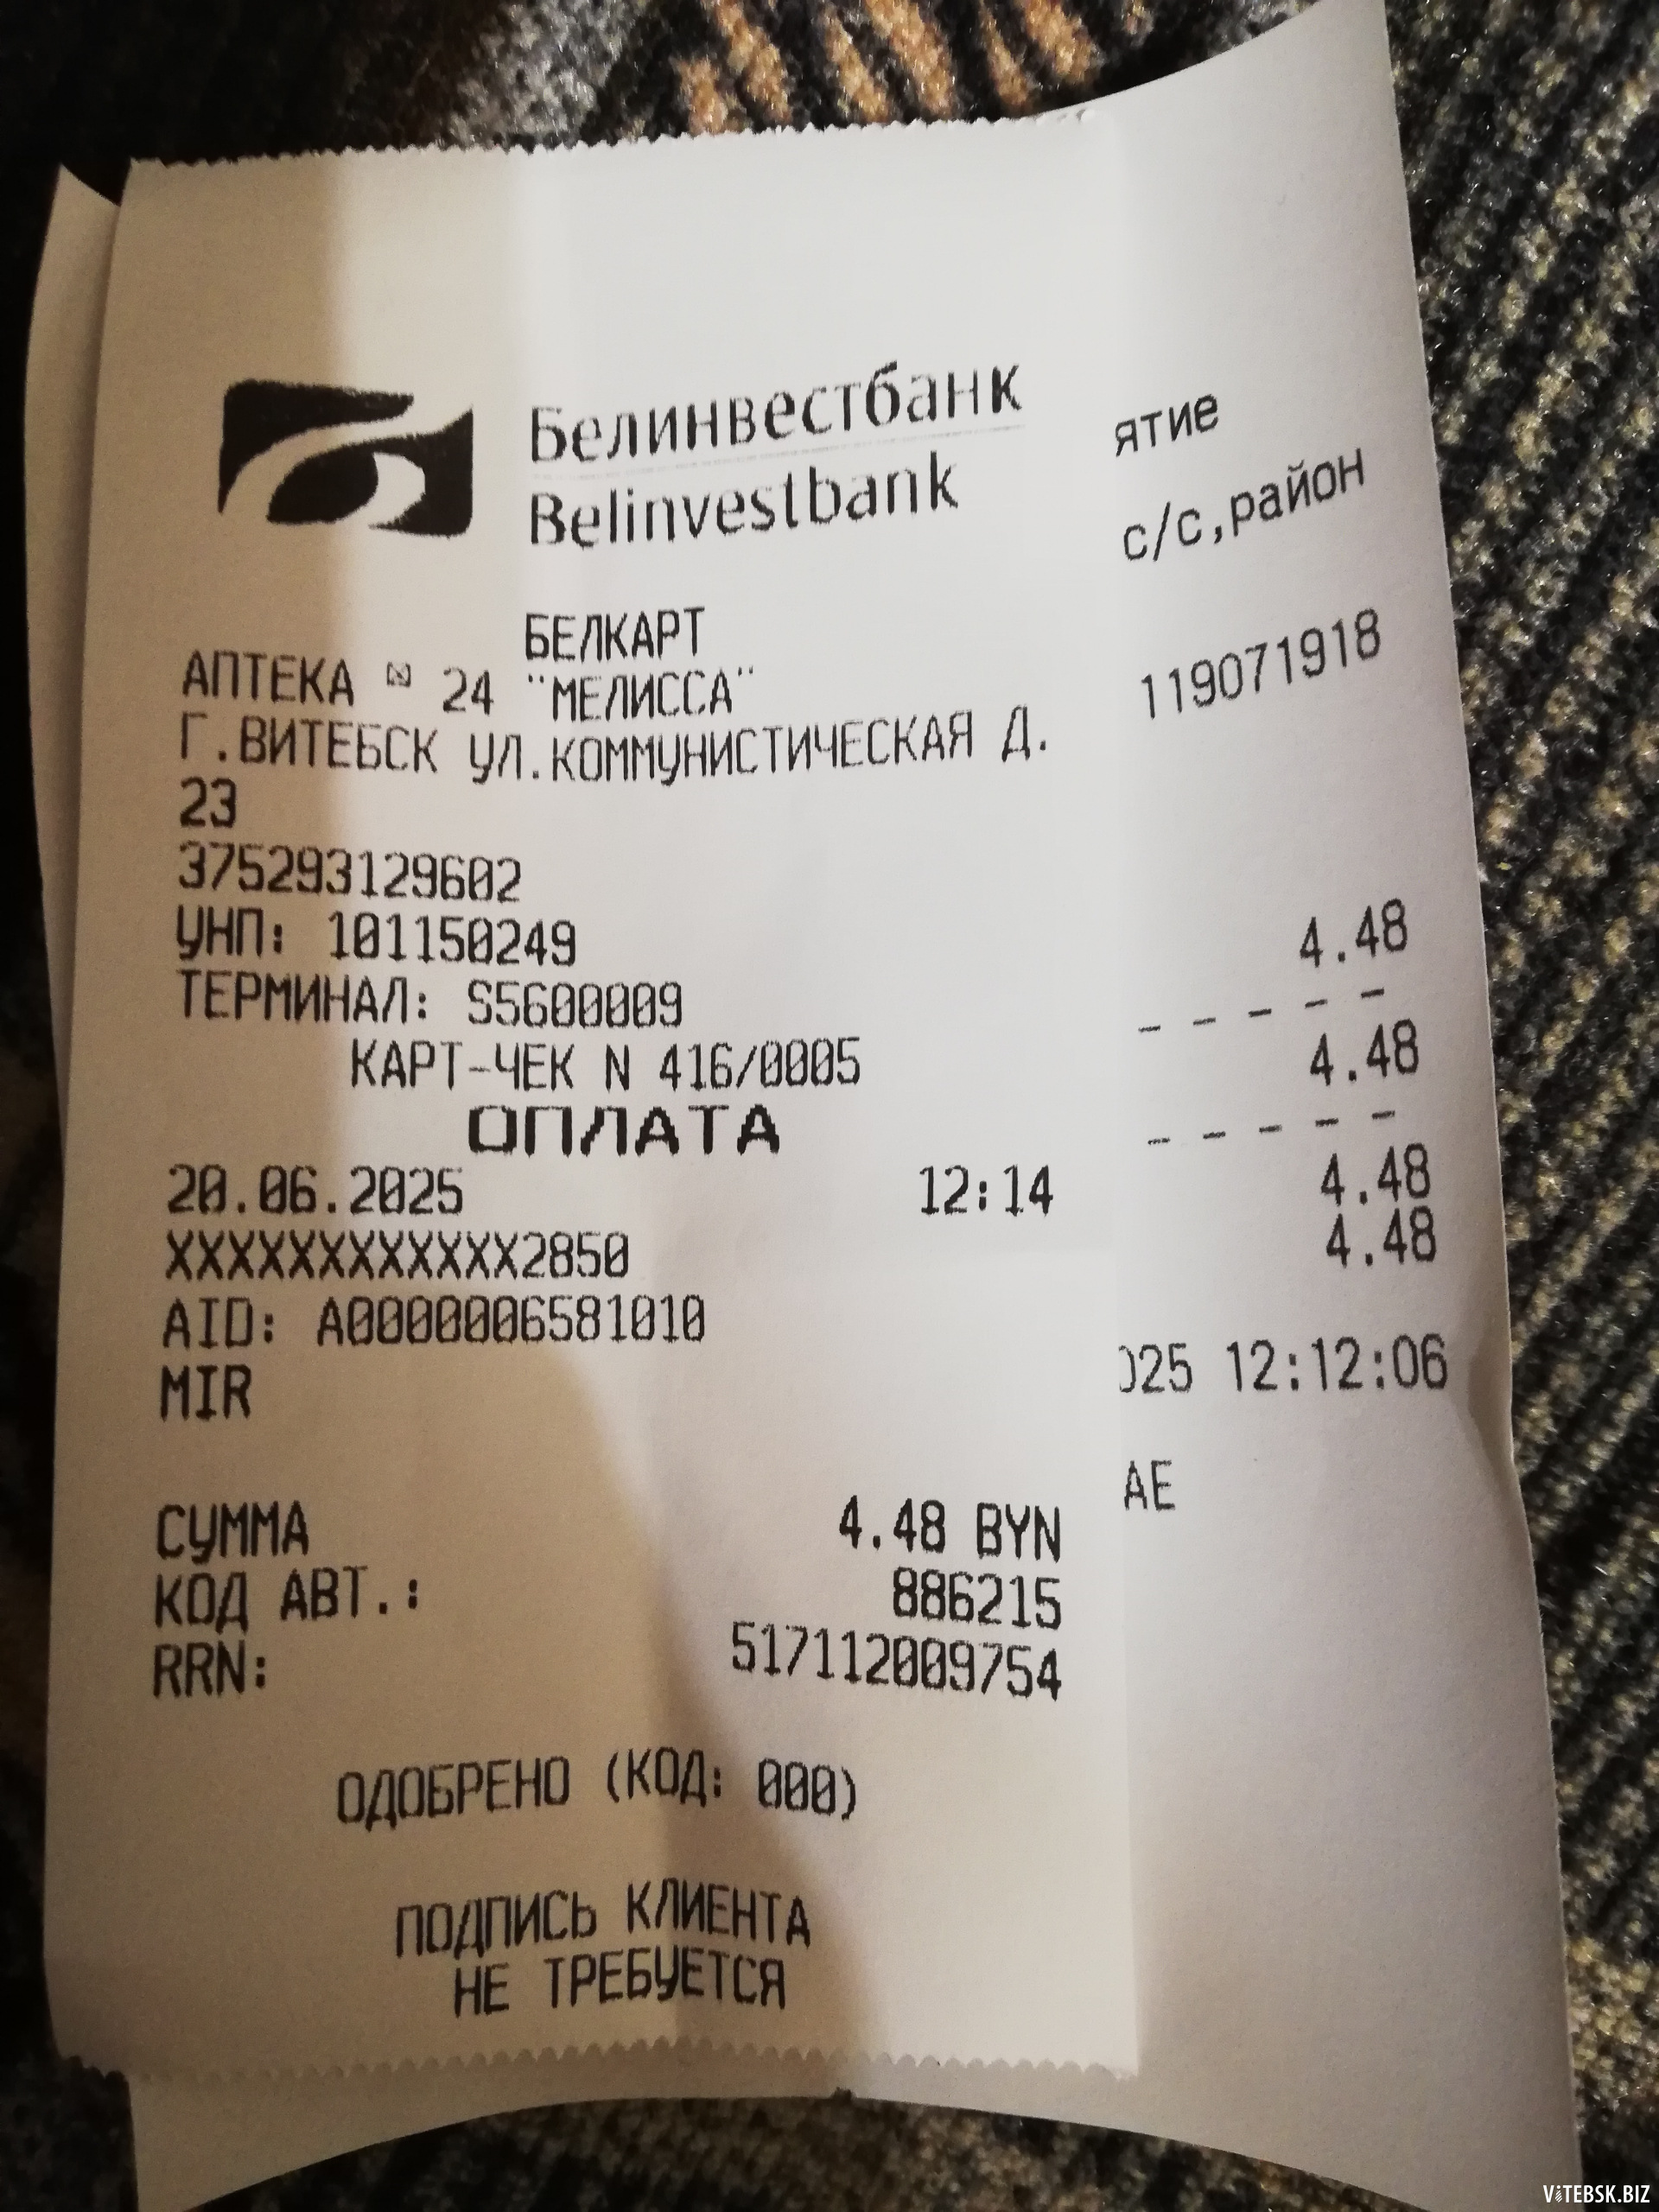 Белинвестбанк
Belinvestbank
БЕЛКАРТ
АПТЕКА № 24 "МЕЛИССА"
Г.ВИТЕБСК УЛ.КОММУНИСТИЧЕСКАЯ Д.
23
375293129602
УНП: 101150249
ТЕРМИНАЛ: S5600009
КАРТ-ЧЕК N 416/0005
ОПЛАТА
20.06.2025 12:14
XXXXXXXXXXXX2850
AID: A0000006581010
MIR
СУММА 4.48 BYN
КОД АВТ.: 886215
RRN: 517112009754
ОДОБРЕНО (КОД: 000)
ПОДПИСЬ КЛИЕНТА
НЕ ТРЕБУЕТСЯ
ятие
с/с,район
119071918
4.48
4.48
4.48
4.48
025 12:12:06
AE
VITEBSK.BIZ